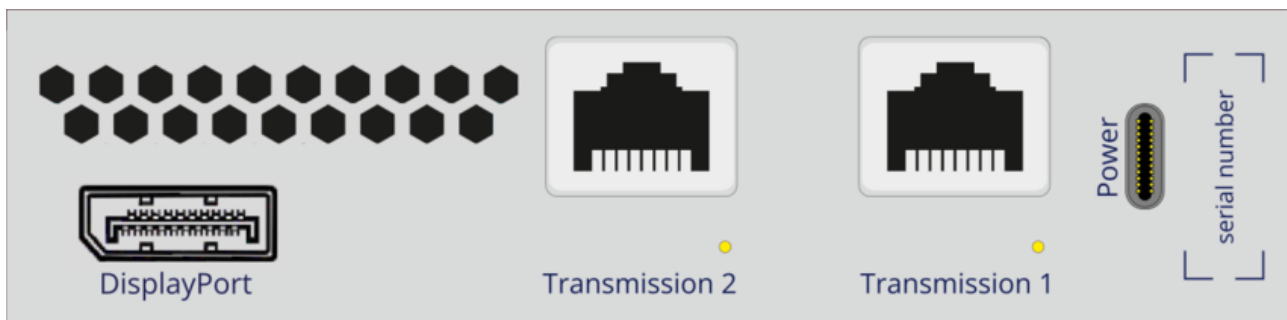 DisplayPort
Transmission 2
Transmission 1
Power
serial number